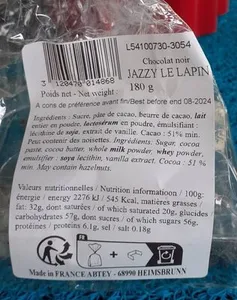 L54100730-3054
3 128470 014868
Chocolat noir
Poids net - Net weight :
JAZZY LE LAPIN
180 g
A cons de préférence avant fin/Best before end 08-2024
Ingrédients : Sucre, pâte de cacao, beurre de cacao, lait
entier en poudre, lactosérum en poudre, émulsifiant :
lécithine de soja, extrait de vanille. Cacao : 51% min.
Peut contenir des noisettes. Ingredients: Sugar, cocoa
paste, cocoa butter, whole milk powder, whey powder,
emulsifier : soya lecithin, vanilla extract. Cocoa : 51 %
min. May contain hazelnuts.
Valeurs nutritionnelles / Nutrition informationn / 100g:
énergie / energy 2276 kJ / 545 Kcal, matières grasses /
fat: 32g, dont saturées / of which saturated 20g, glucides
carbohydrates 57g, dont sucres / of which sugars 56g,
protéines / proteins 6.1g, sel / salt 0.18g
FR
Made in FRANCE ABTEY - 68990 HEIMSBRUNN